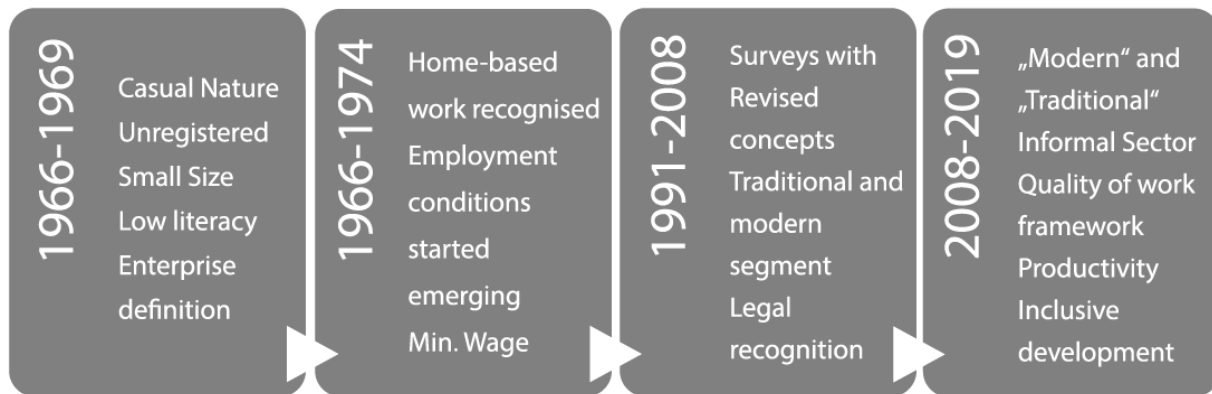 1966-1969
Casual Nature
Unregistered
Small Size
Low literacy
Enterprise
definition
1966-1974
Home-based
work recognised
Employment
conditions
started
emerging
Min. Wage
1991-2008
Surveys with
Revised
concepts
Traditional and
modern
segment
Legal
recognition
2008-2019
„Modern“ and
„Traditional“
Informal Sector
Quality of work
framework
Productivity
Inclusive
development